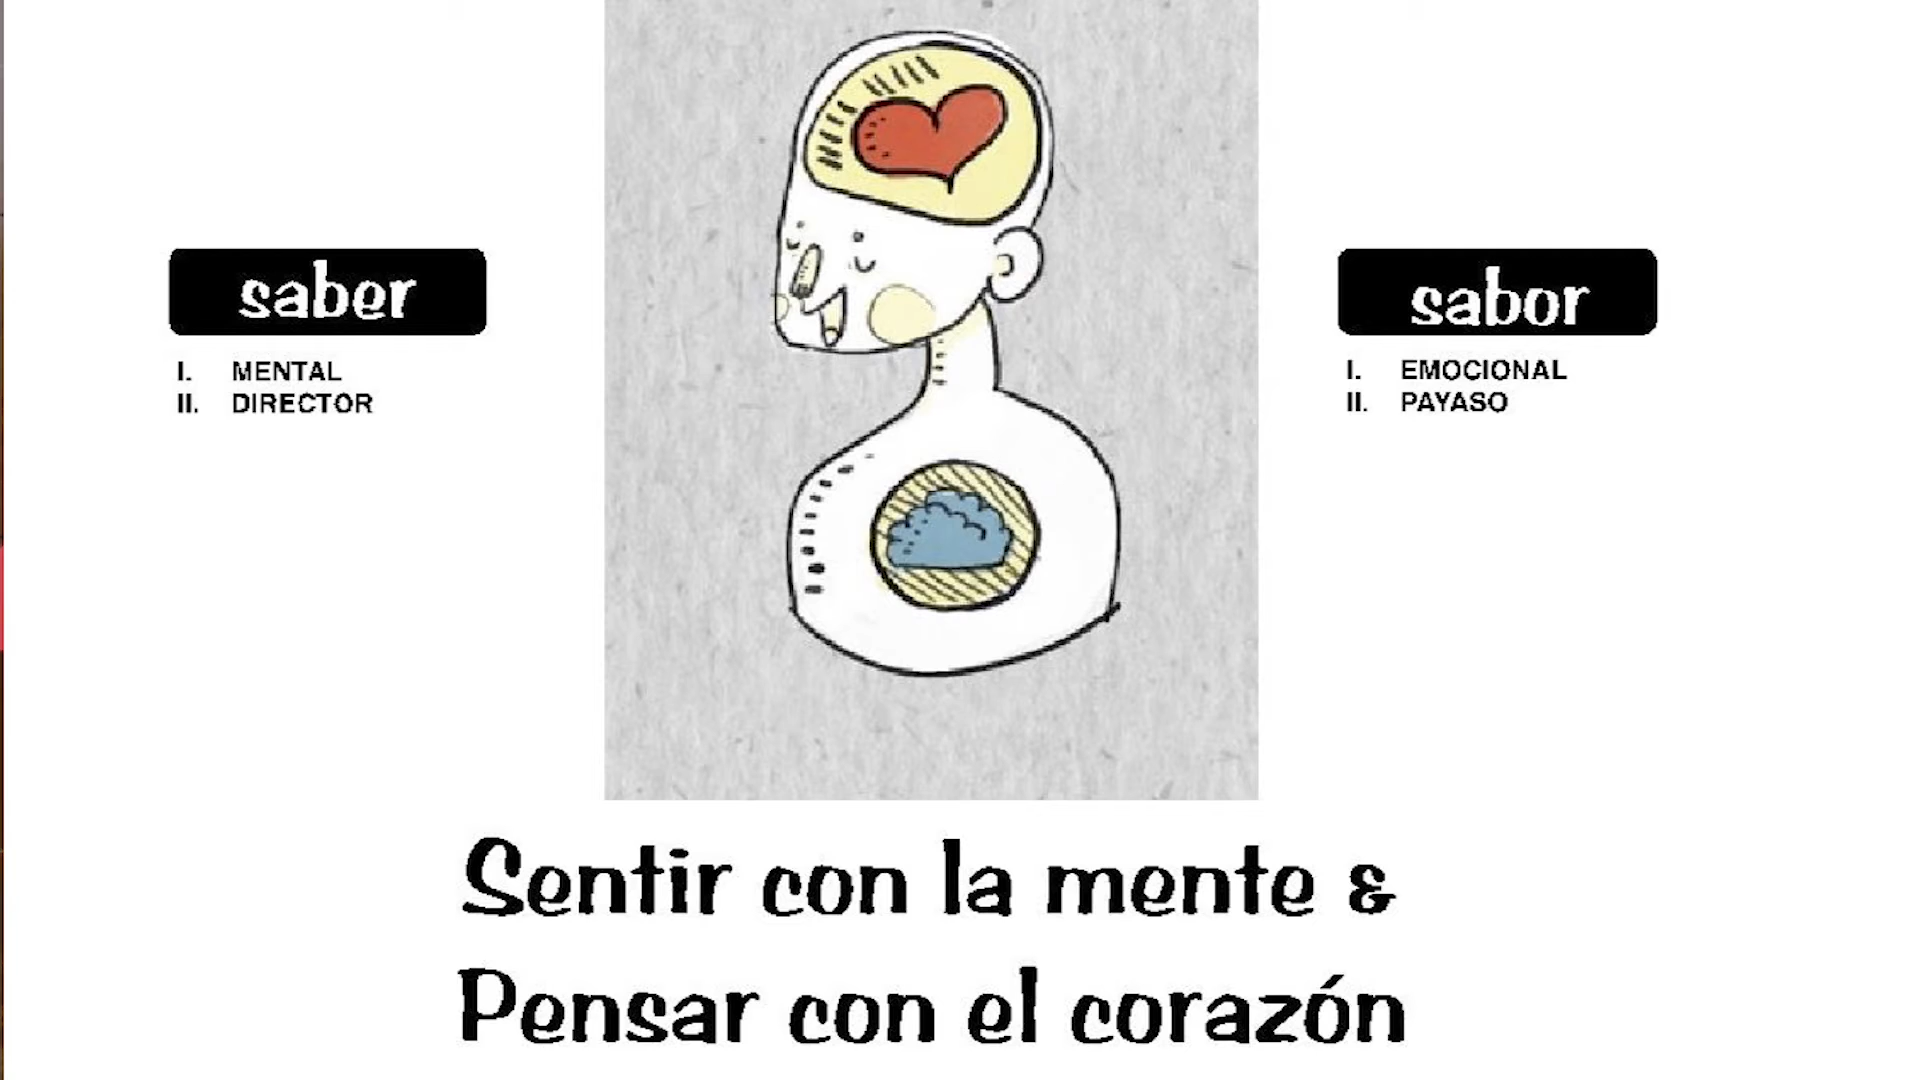 saber
I. MENTAL
II. DIRECTOR
sabor
I. EMOCIONAL
II. PAYASO
Sentir con la mente &
Pensar con el corazón